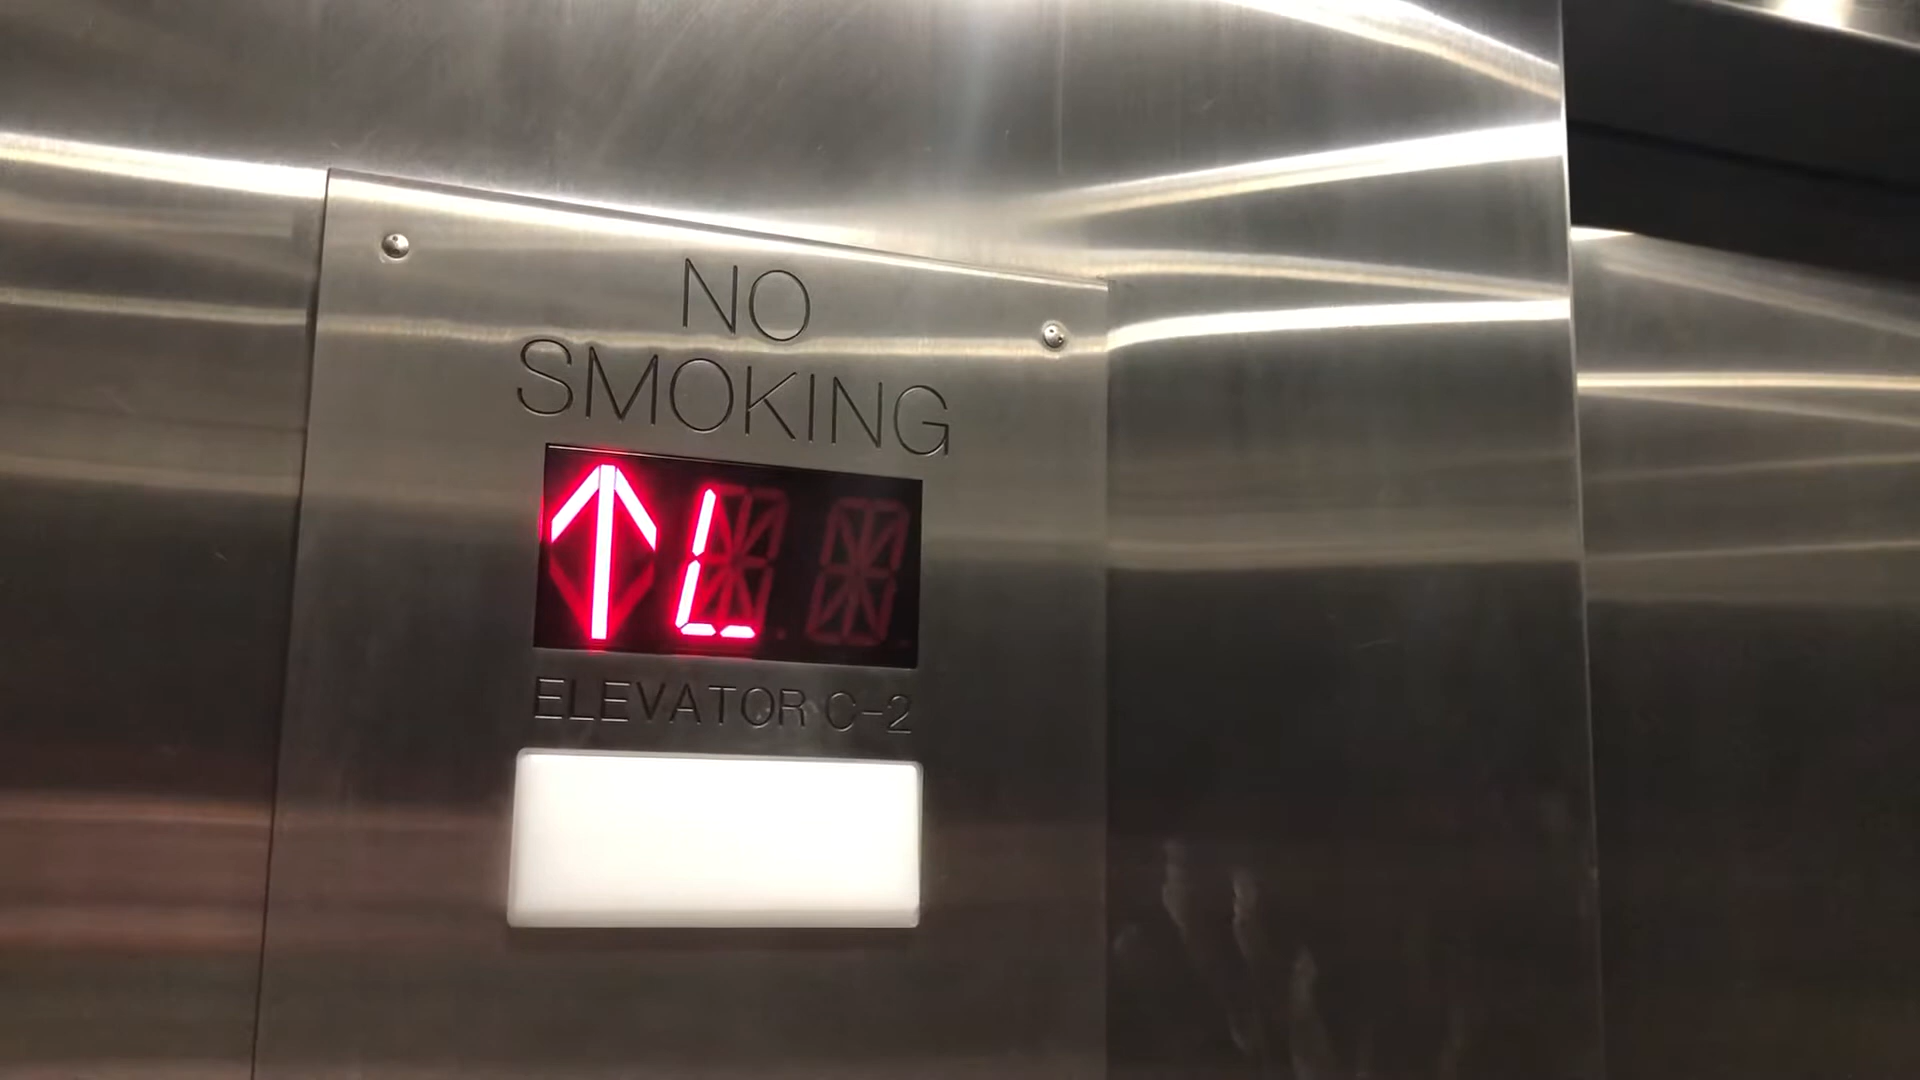 NO
SMOKING
↑ L
ELEVATOR C-2